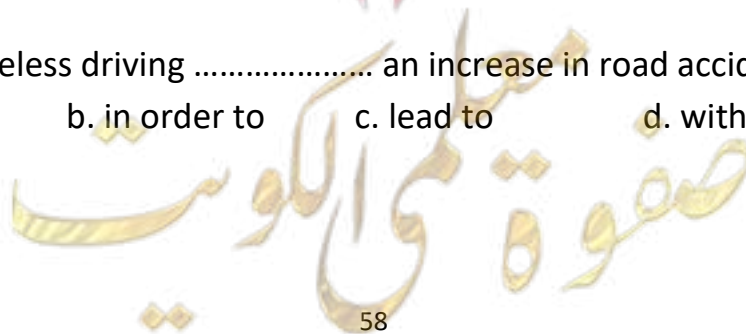 eless driving ..................... an increase in road accid
b. in order to c. lead to d. with
صفوة معلمي الكويت
58